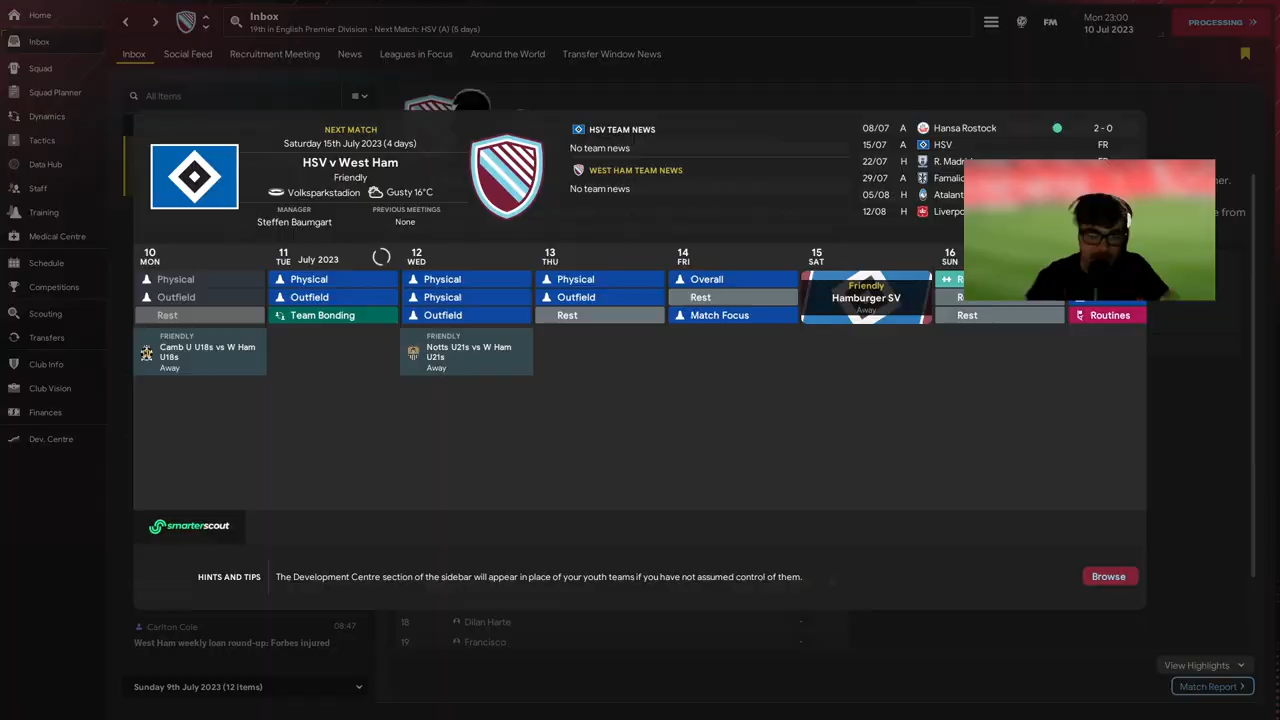 Home
Inbox
19th in English Premier Division - Next Match: HSV (A) (5 days)
FM
Mon 23:00
10 Jul 2023
PROCESSING
Inbox
Squad
Squad Planner
Dynamics
Tactics
Data Hub
Staff
Training
Medical Centre
Schedule
Competitions
Scouting
Transfers
Club Info
Club Vision
Finances
Dev. Centre
Inbox
Social Feed
Recruitment Meeting
News
Leagues in Focus
Around the World
Transfer Window News
All Items
NEXT MATCH
Saturday 15th July 2023 (4 days)
HSV v West Ham
Friendly
Volksparkstadion
Gusty 16°C
MANAGER
Steffen Baumgart
PREVIOUS MEETINGS
None
HSV TEAM NEWS
No team news
WEST HAM TEAM NEWS
No team news
08/07 A Hansa Rostock 2 - 0
15/07 A HSV FR
22/07 H R. Madrid
29/07 A Famalic
05/08 H Atalant
12/08 H Liverpo
er.
e from
10 MON
11 TUE
July 2023
12 WED
13 THU
14 FRI
15 SAT
16 SUN
Physical
Outfield
Rest
Physical
Outfield
Team Bonding
Physical
Physical
Outfield
Physical
Outfield
Rest
Overall
Rest
Match Focus
Friendly
Hamburger SV
Away
Rest
Routines
FRIENDLY
Camb U U18s vs W Ham
U18s
Away
FRIENDLY
Notts U21s vs W Ham
U21s
Away
smarterscout
HINTS AND TIPS
The Development Centre section of the sidebar will appear in place of your youth teams if you have not assumed control of them.
Browse
Carlton Cole 08:47
West Ham weekly loan round-up: Forbes injured
18 Dilan Harte -
19 Francisco -
Sunday 9th July 2023 (12 items)
View Highlights
Match Report